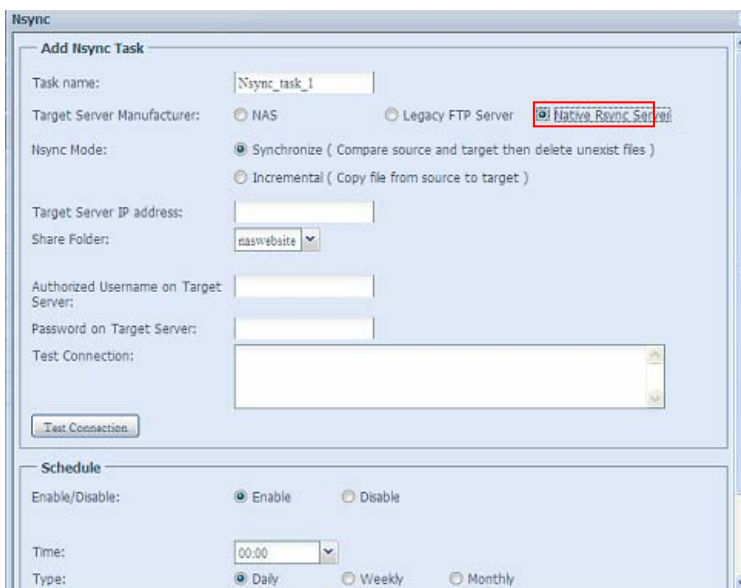 Nsync
Add Nsync Task
Task name: Nsync_task_1
Target Server Manufacturer: NAS Legacy FTP Server Native Rsync Server
Nsync Mode: Synchronize ( Compare source and target then delete unexist files )
Incremental ( Copy file from source to target )
Target Server IP address:
Share Folder: naswebsite
Authorized Username on Target
Server:
Password on Target Server:
Test Connection:
Test Connection
Schedule
Enable/Disable: Enable Disable
Time: 00:00
Type: Daily Weekly Monthly